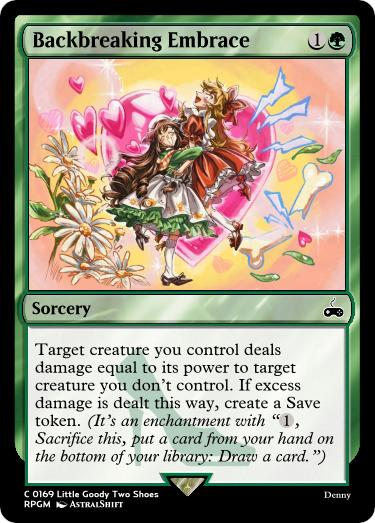 Backbreaking Embrace 1
Sorcery
Target creature you control deals
damage equal to its power to target
creature you don't control. If excess
damage is dealt this way, create a Save
token. (It's an enchantment with "1,
Sacrifice this, put a card from your hand on
the bottom of your library: Draw a card.")
C 0169 Little Goody Two Shoes
RPGM AstralShift Denny